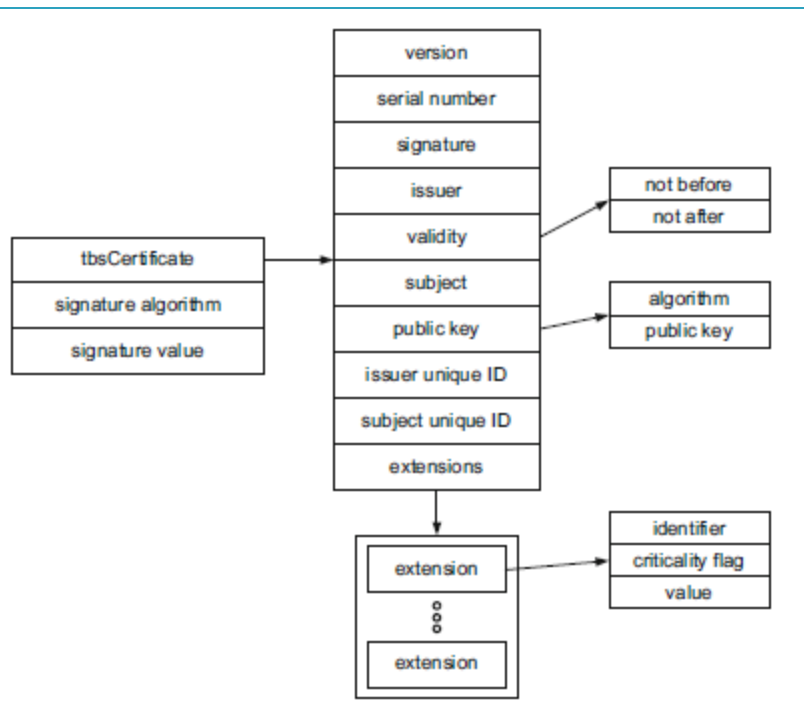 tbsCertificate
signature algorithm
signature value
version
serial number
signature
issuer
validity
subject
public key
issuer unique ID
subject unique ID
extensions
not before
not after
algorithm
public key
extension
extension
identifier
criticality flag
value